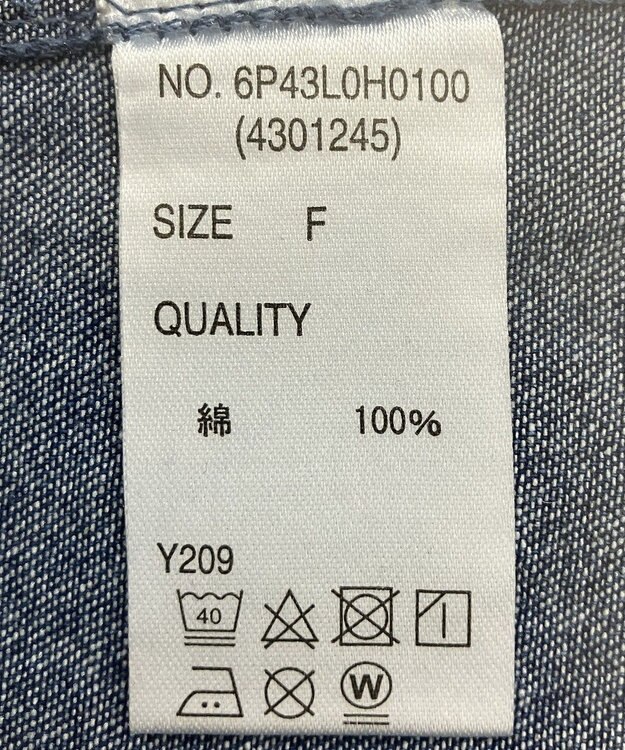 NO. 6P43L0H0100
(4301245)
SIZE F
QUALITY
綿 100%
Y209
40
W